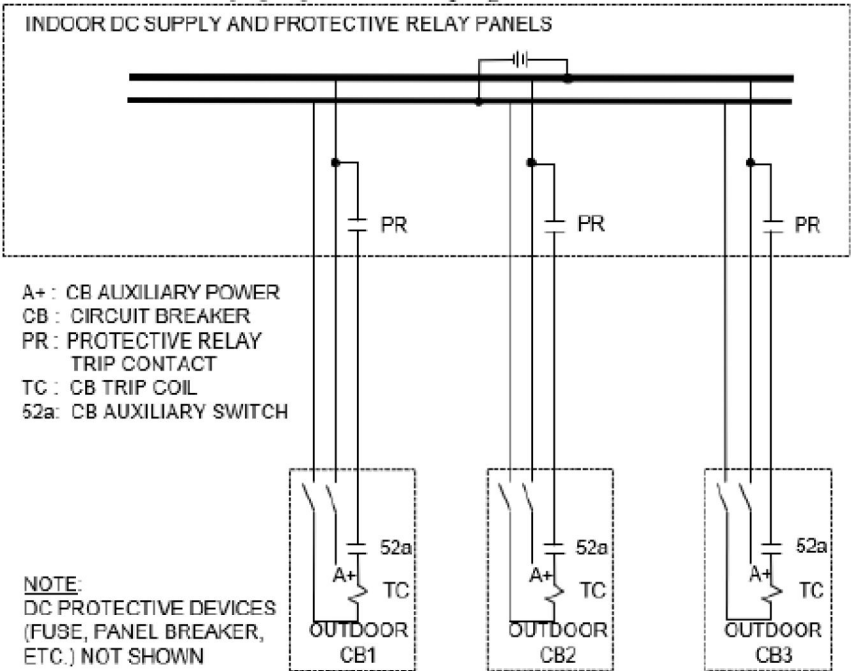 INDOOR DC SUPPLY AND PROTECTIVE RELAY PANELS
PR
PR
PR
A+ : CB AUXILIARY POWER
CB : CIRCUIT BREAKER
PR : PROTECTIVE RELAY
TRIP CONTACT
TC : CB TRIP COIL
52a: CB AUXILIARY SWITCH
52a
52a
52a
A+
TC
A+
TC
A+
TC
NOTE:
DC PROTECTIVE DEVICES
(FUSE, PANEL BREAKER,
ETC.) NOT SHOWN
OUTDOOR
CB1
OUTDOOR
CB2
OUTDOOR
CB3